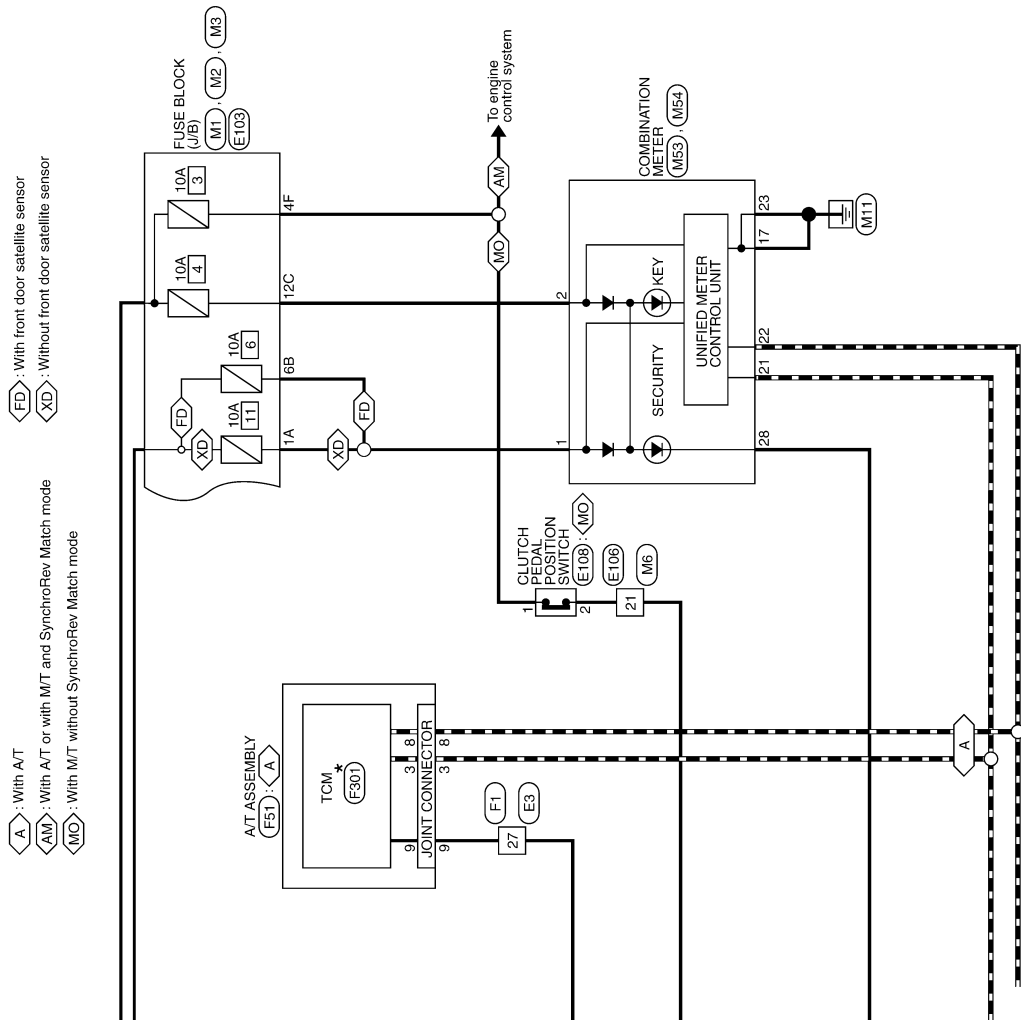 A : With A/T
AM : With A/T or with M/T and SynchroRev Match mode
MO : With M/T without SynchroRev Match mode
FD : With front door satellite sensor
XD : Without front door satellite sensor
FUSE BLOCK
(J/B)
M1 , M2 , M3
E103
10A
3
10A
4
10A
6
10A
11
FD
XD
4F
12C
6B
1A
FD
XD
To engine
control system
AM
MO
COMBINATION
METER
M53 , M54
2
1
KEY
SECURITY
UNIFIED METER
CONTROL UNIT
23
17
22
21
28
M11
CLUTCH
PEDAL
POSITION
SWITCH
E108 : MO
E106
M6
1
2
21
A/T ASSEMBLY
F51 : A
TCM
F301
*
JOINT CONNECTOR
8
3
9
8
3
9
F1
E3
27
A